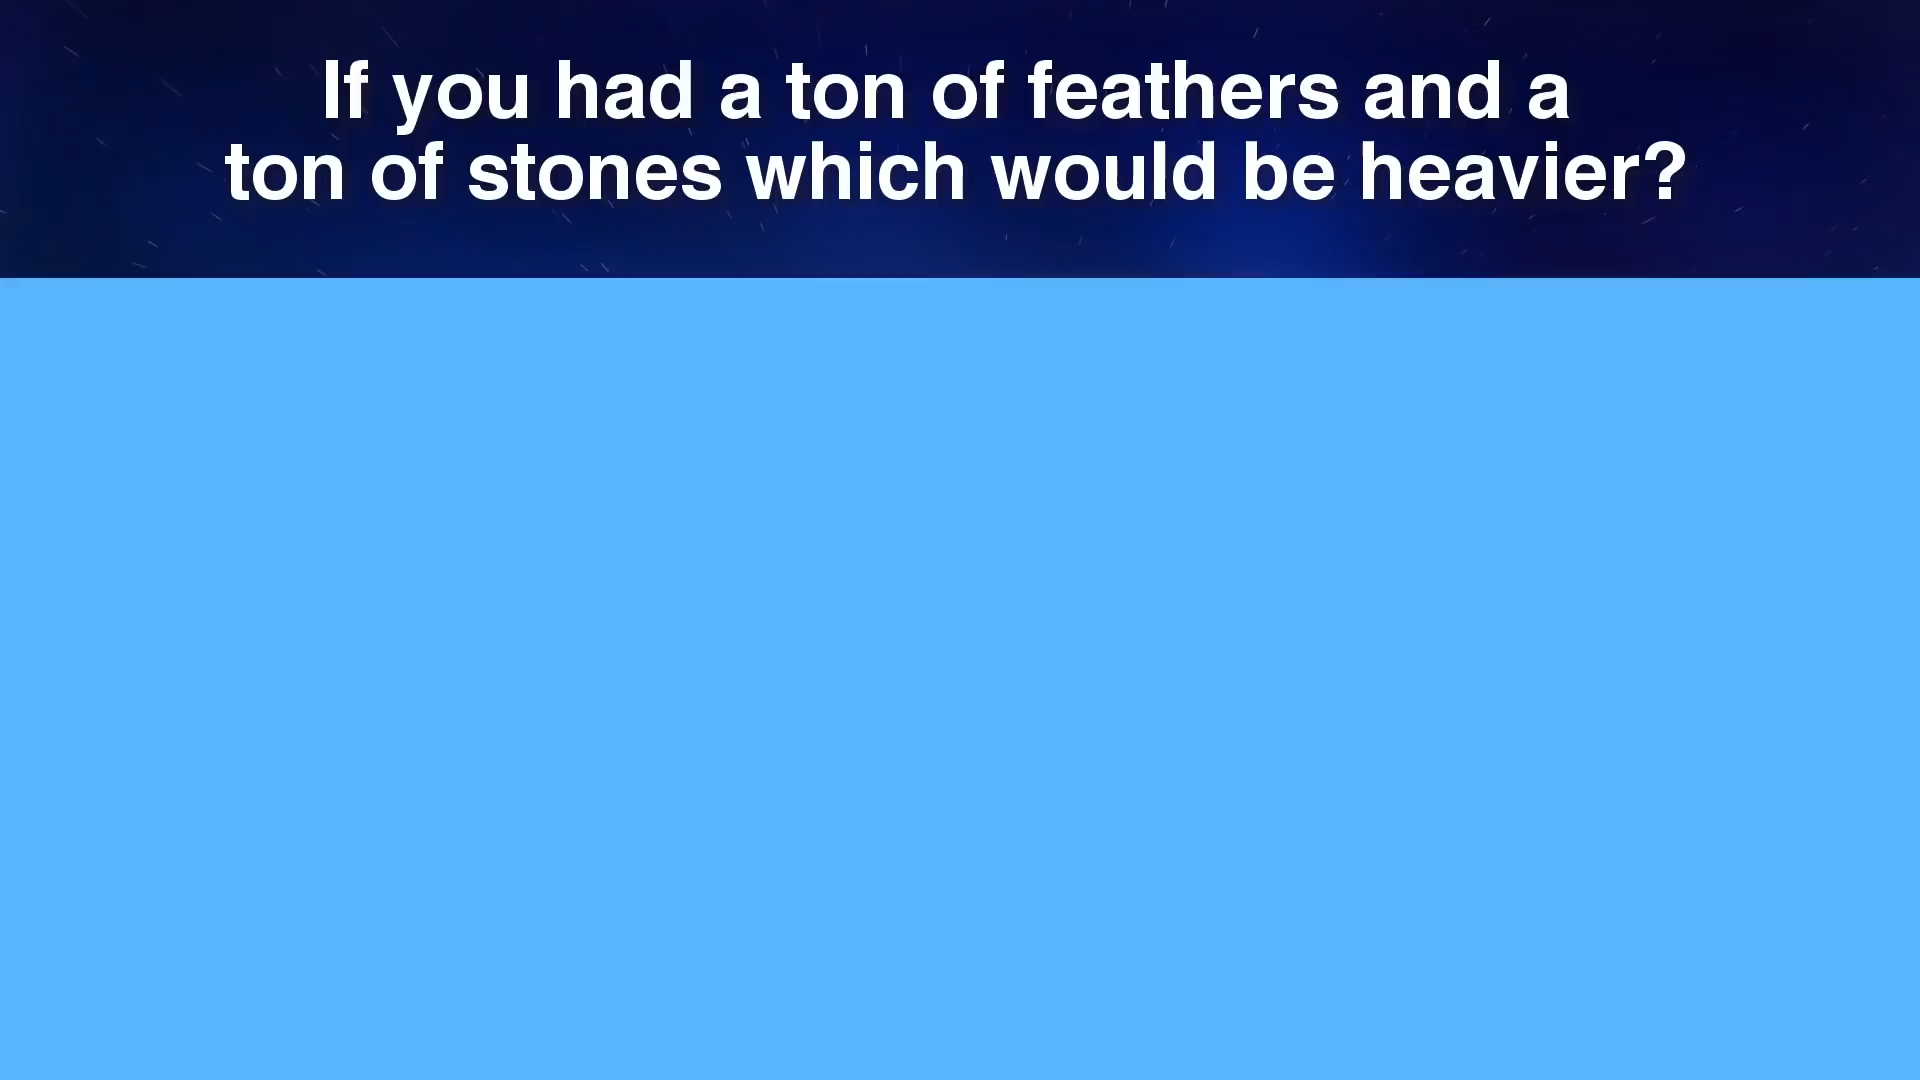 If you had a ton of feathers and a
ton of stones which would be heavier?